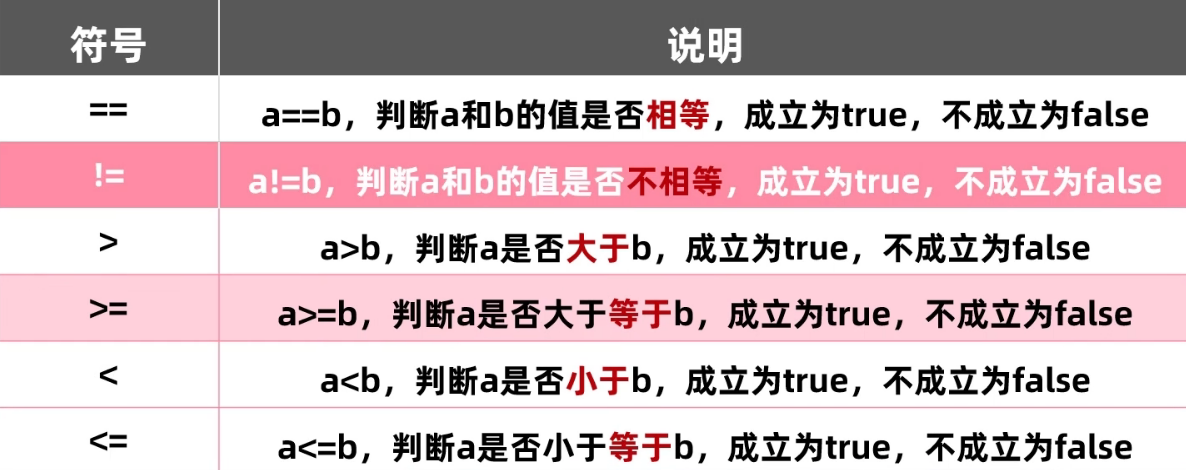 符号 说明
== a==b，判断a和b的值是否相等，成立为true，不成立为false
!= a!=b，判断a和b的值是否不相等，成立为true，不成立为false
> a>b，判断a是否大于b，成立为true，不成立为false
>= a>=b，判断a是否大于等于b，成立为true，不成立为false
< a<b，判断a是否小于b，成立为true，不成立为false
<= a<=b，判断a是否小于等于b，成立为true，不成立为false